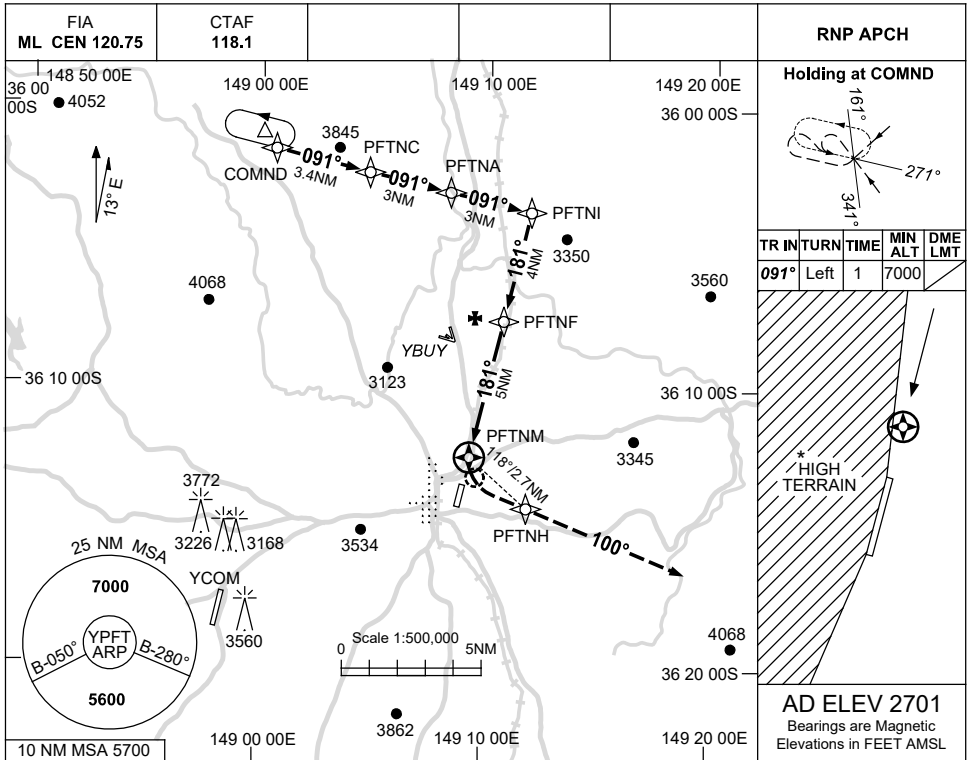 FIA
ML CEN 120.75
CTAF
118.1
RNP APCH
148 50 00E
149 00 00E
149 10 00E
149 20 00E
36 00
00S
36 00 00S
4052
13° E
3845
PFTNC
PFTNA
COMND
091°
3.4NM
091°
3NM
091°
3NM
PFTNI
3350
181°
4NM
4068
3560
PFTNF
YBUY
3123
36 10 00S
36 10 00S
181°
5NM
PFTNM
118°/2.7NM
3345
3772
3226
3168
3534
PFTNH
100°
25 NM MSA
7000
YPFT
ARP
B-050°
B-280°
5600
YCOM
3560
Scale 1:500,000
0
5NM
4068
36 20 00S
3862
10 NM MSA 5700
149 00 00E
149 10 00E
149 20 00E
Holding at COMND
161°
271°
341°
TR IN TURN TIME MIN ALT DME LMT
091° Left 1 7000
*
HIGH
TERRAIN
AD ELEV 2701
Bearings are Magnetic
Elevations in FEET AMSL